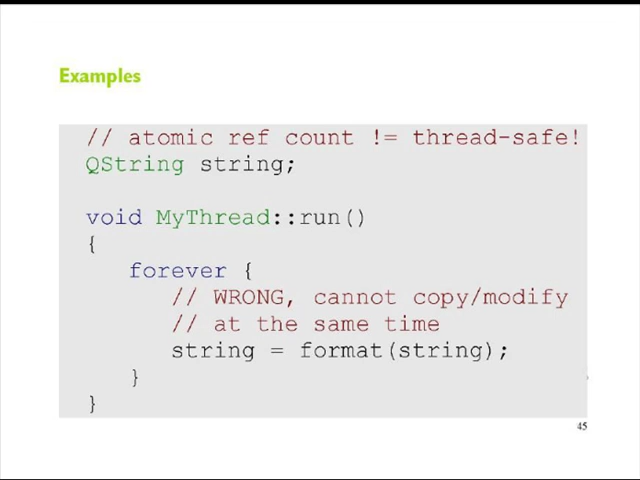 Examples
// atomic ref count != thread-safe!
QString string;
void MyThread::run()
{
forever {
// WRONG, cannot copy/modify
// at the same time
string = format(string);
}
}
45